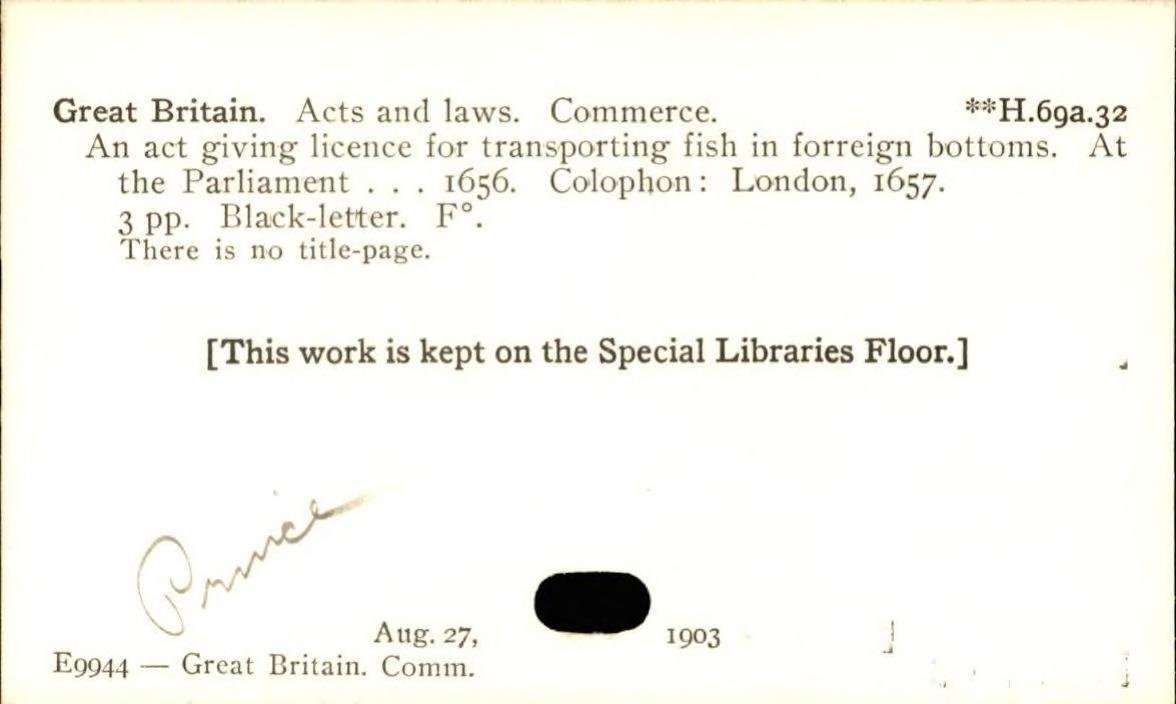 Great Britain. Acts and laws. Commerce. **H.69a.32
An act giving licence for transporting fish in forreign bottoms. At
the Parliament . . . 1656. Colophon: London, 1657.
3 pp. Black-letter. F°.
There is no title-page.
[This work is kept on the Special Libraries Floor.]
Prince
Aug. 27, 1903
E9944 — Great Britain. Comm.